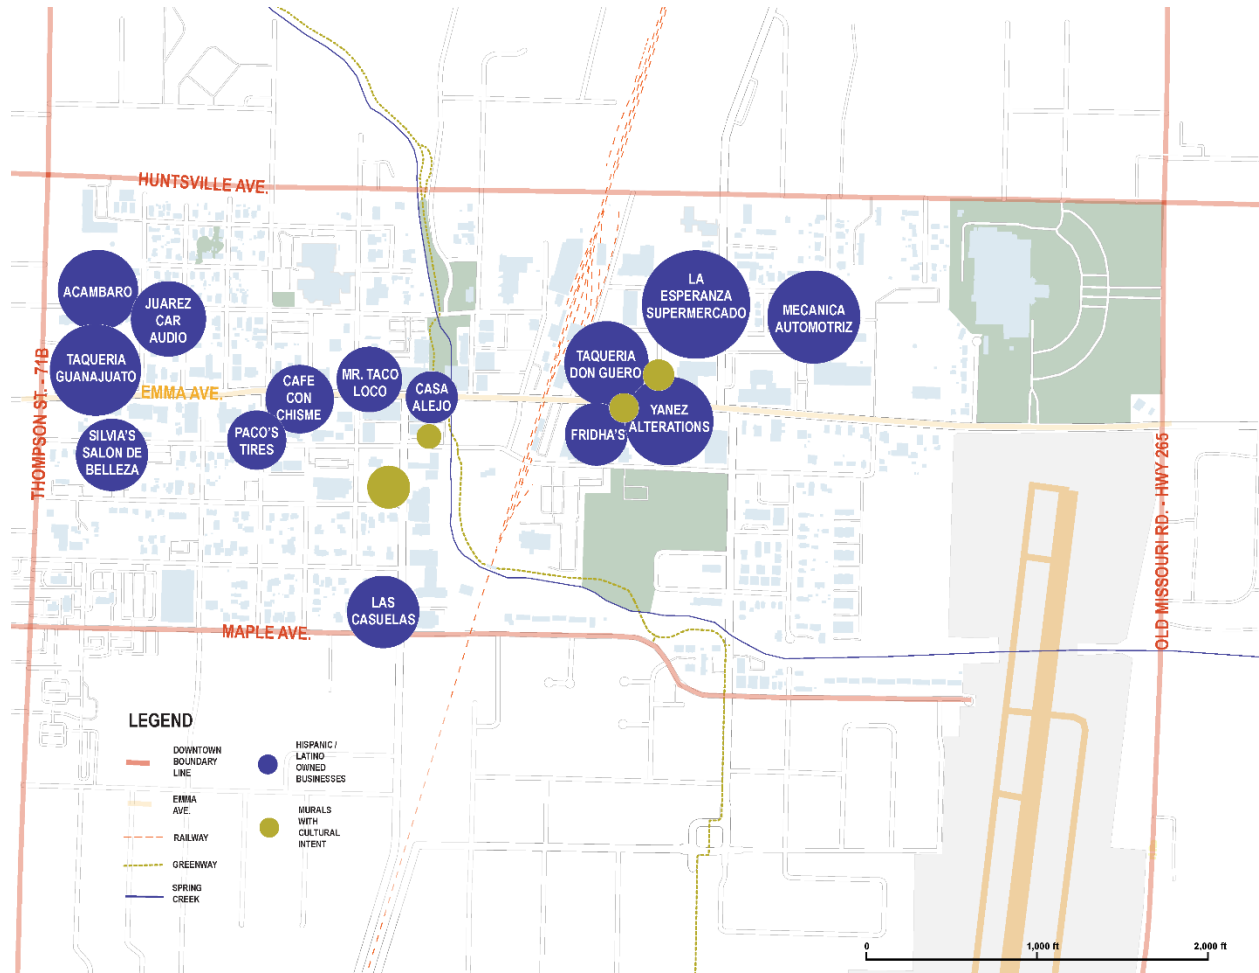 HUNTSVILLE AVE.
ACAMBARO
JUAREZ
CAR
AUDIO
LA
ESPERANZA
SUPERMERCADO
MECANICA
AUTOMOTRIZ
TAQUERIA
GUANAJUATO
EMMA AVE.
CAFE
CON
CHISME
MR. TACO
LOCO
CASA
ALEJO
TAQUERIA
DON GUERO
YANEZ
ALTERATIONS
FRIDHA'S
PACO'S
TIRES
SILVIA'S
SALON DE
BELLEZA
THOMPSON ST. - 71B
OLD MISSOURI RD. - HWY 265
LAS
CASUELAS
MAPLE AVE.
LEGEND
DOWNTOWN
BOUNDARY
LINE
EMMA
AVE.
RAILWAY
GREENWAY
SPRING
CREEK
HISPANIC /
LATINO
OWNED
BUSINESSES
MURALS
WITH
CULTURAL
INTENT
0 1,000 ft 2,000 ft